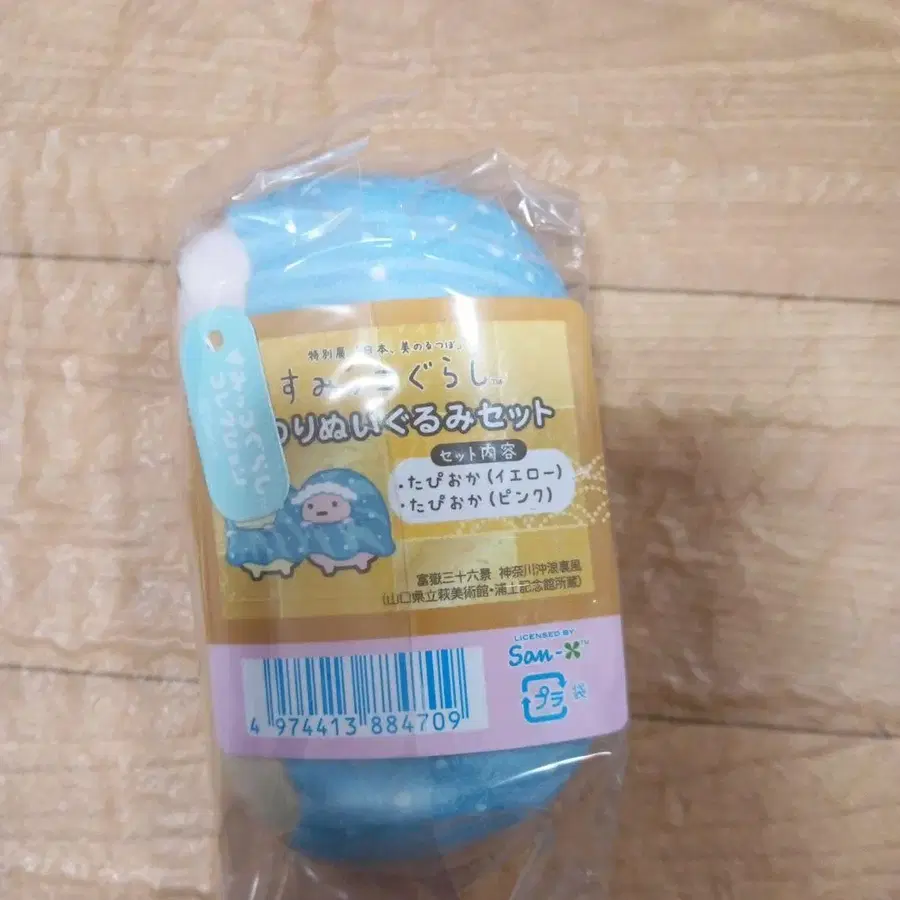 特別展 「日本、美のるつぼ」
すみ ぐらし
りぬいぐるみセット
セット内容
・たぴおか(イエロー)
・たぴおか(ピンク)
富嶽三十六景 神奈川沖浪裏風
(山口県立萩美術館・浦上記念館所蔵)
LICENSED BY
San-X™
プラ 袋
4 974413 884709